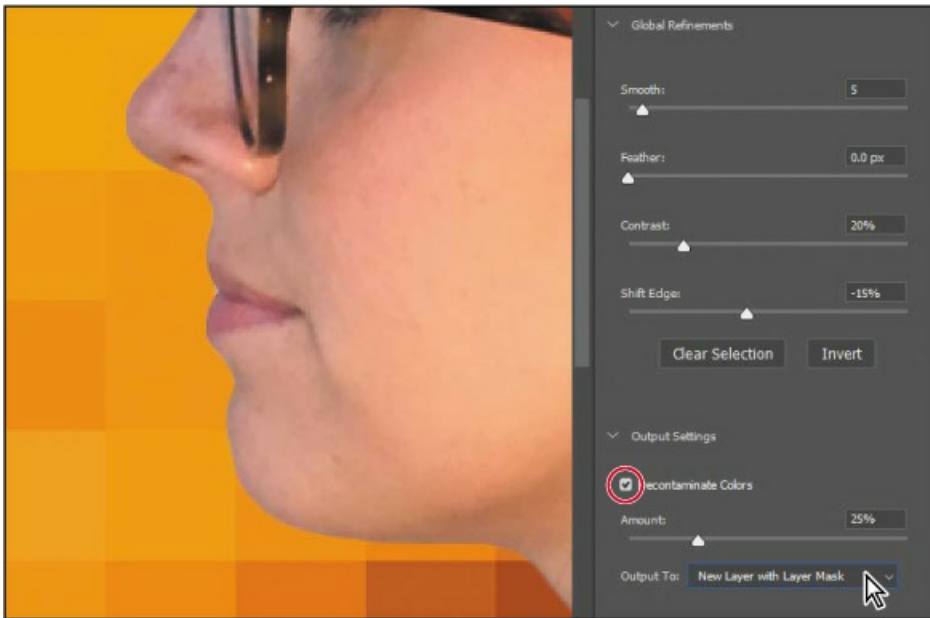 Global Refinements
Smooth: 5
Feather: 0.0 px
Contrast: 20%
Shift Edge: -15%
Clear Selection Invert
Output Settings
Decontaminate Colors
Amount: 25%
Output To: New Layer with Layer Mask